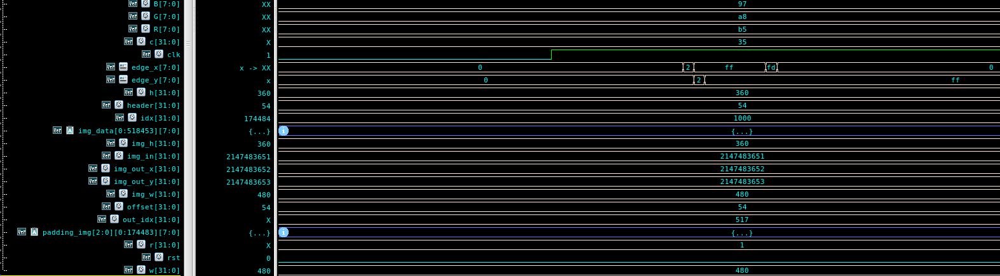 B[7:0] XX 97
G[7:0] XX a8
R[7:0] XX b5
c[31:0] X 35
clk 1
edge_x[7:0] x -> XX 0 2 ff fd 0
edge_y[7:0] x 0 2 ff
h[31:0] 360 360
header[31:0] 54 54
idx[31:0] 174484 1000
img_data[0:518453][7:0] {...} {...}
img_h[31:0] 360 360
img_in[31:0] 2147483651 2147483651
img_out_x[31:0] 2147483652 2147483652
img_out_y[31:0] 2147483653 2147483653
img_w[31:0] 480 480
offset[31:0] 54 54
out_idx[31:0] X 517
padding_img[2:0][0:174483][7:0] {...} {...}
r[31:0] X 1
rst 0
w[31:0] 480 480